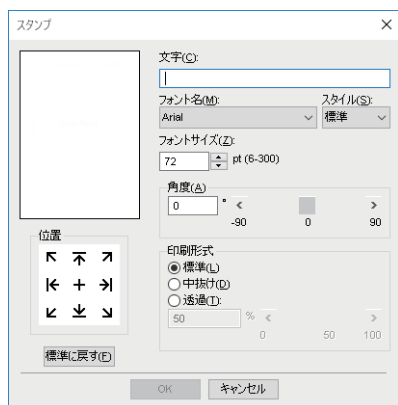 スタンプ
文字(C):
フォント名(M):
スタイル(S):
Arial
標準
フォントサイズ(Z):
72
pt (6-300)
角度(A)
0
°
-90
0
90
位置
印刷形式
標準(L)
中抜け(D)
透過(T):
50
%
0
50
100
標準に戻す(F)
OK
キャンセル